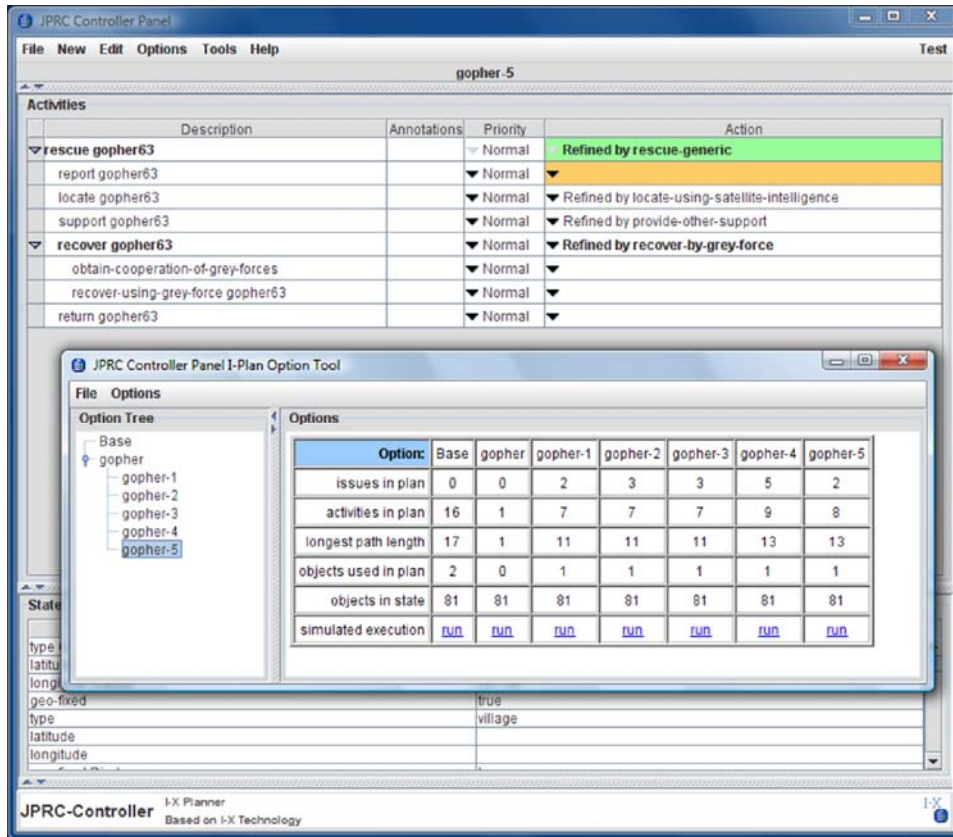 JPRC Controller Panel
File New Edit Options Tools Help Test
gopher-5
Activities
Description Annotations Priority Action
rescue gopher63 Normal Refined by rescue-generic
report gopher63 Normal
locate gopher63 Normal Refined by locate-using-satellite-intelligence
support gopher63 Normal Refined by provide-other-support
recover gopher63 Normal Refined by recover-by-grey-force
obtain-cooperation-of-grey-forces Normal
recover-using-grey-force gopher63 Normal
return gopher63 Normal
JPRC Controller Panel I-Plan Option Tool
File Options
Option Tree
Base
gopher
gopher-1
gopher-2
gopher-3
gopher-4
gopher-5
Options
Option: Base gopher gopher-1 gopher-2 gopher-3 gopher-4 gopher-5
issues in plan 0 0 2 3 3 5 2
activities in plan 16 1 7 7 7 9 8
longest path length 17 1 11 11 11 13 13
objects used in plan 2 0 1 1 1 1 1
objects in state 81 81 81 81 81 81 81
simulated execution run run run run run run run
State
type
geo-fixed true
type village
latitude
longitude
JPRC-Controller
I-X Planner
Based on I-X Technology
I-X